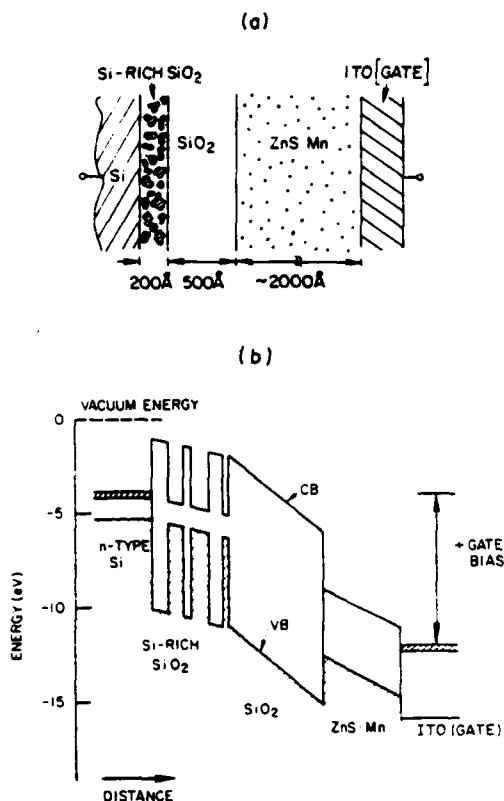 (a)
Si-RICH SiO2
ITO [GATE]
Si
SiO2
ZnS Mn
200Å 500Å ~2000Å
(b)
0
VACUUM ENERGY
-5
-10
-15
ENERGY (eV)
n-TYPE
Si
Si-RICH
SiO2
CB
VB
SiO2
ZnS Mn
+ GATE
BIAS
ITO (GATE)
DISTANCE